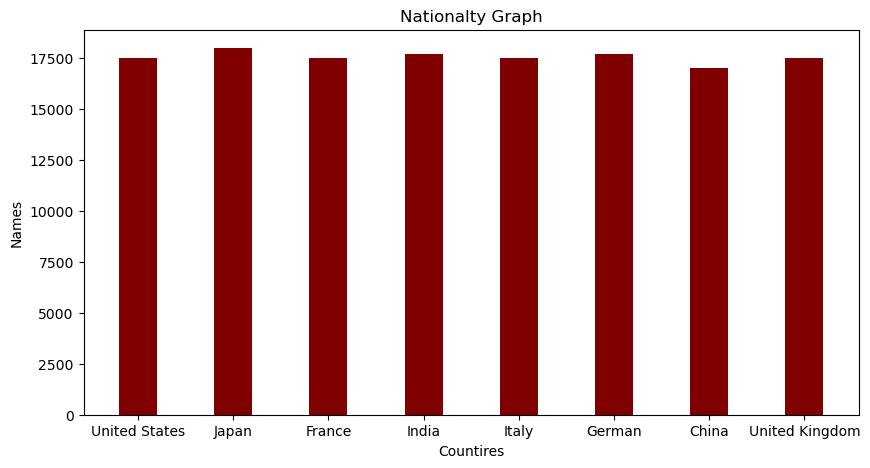 Nationalty Graph
Names
17500
15000
12500
10000
7500
5000
2500
0
United States Japan France India Italy German China United Kingdom
Countires